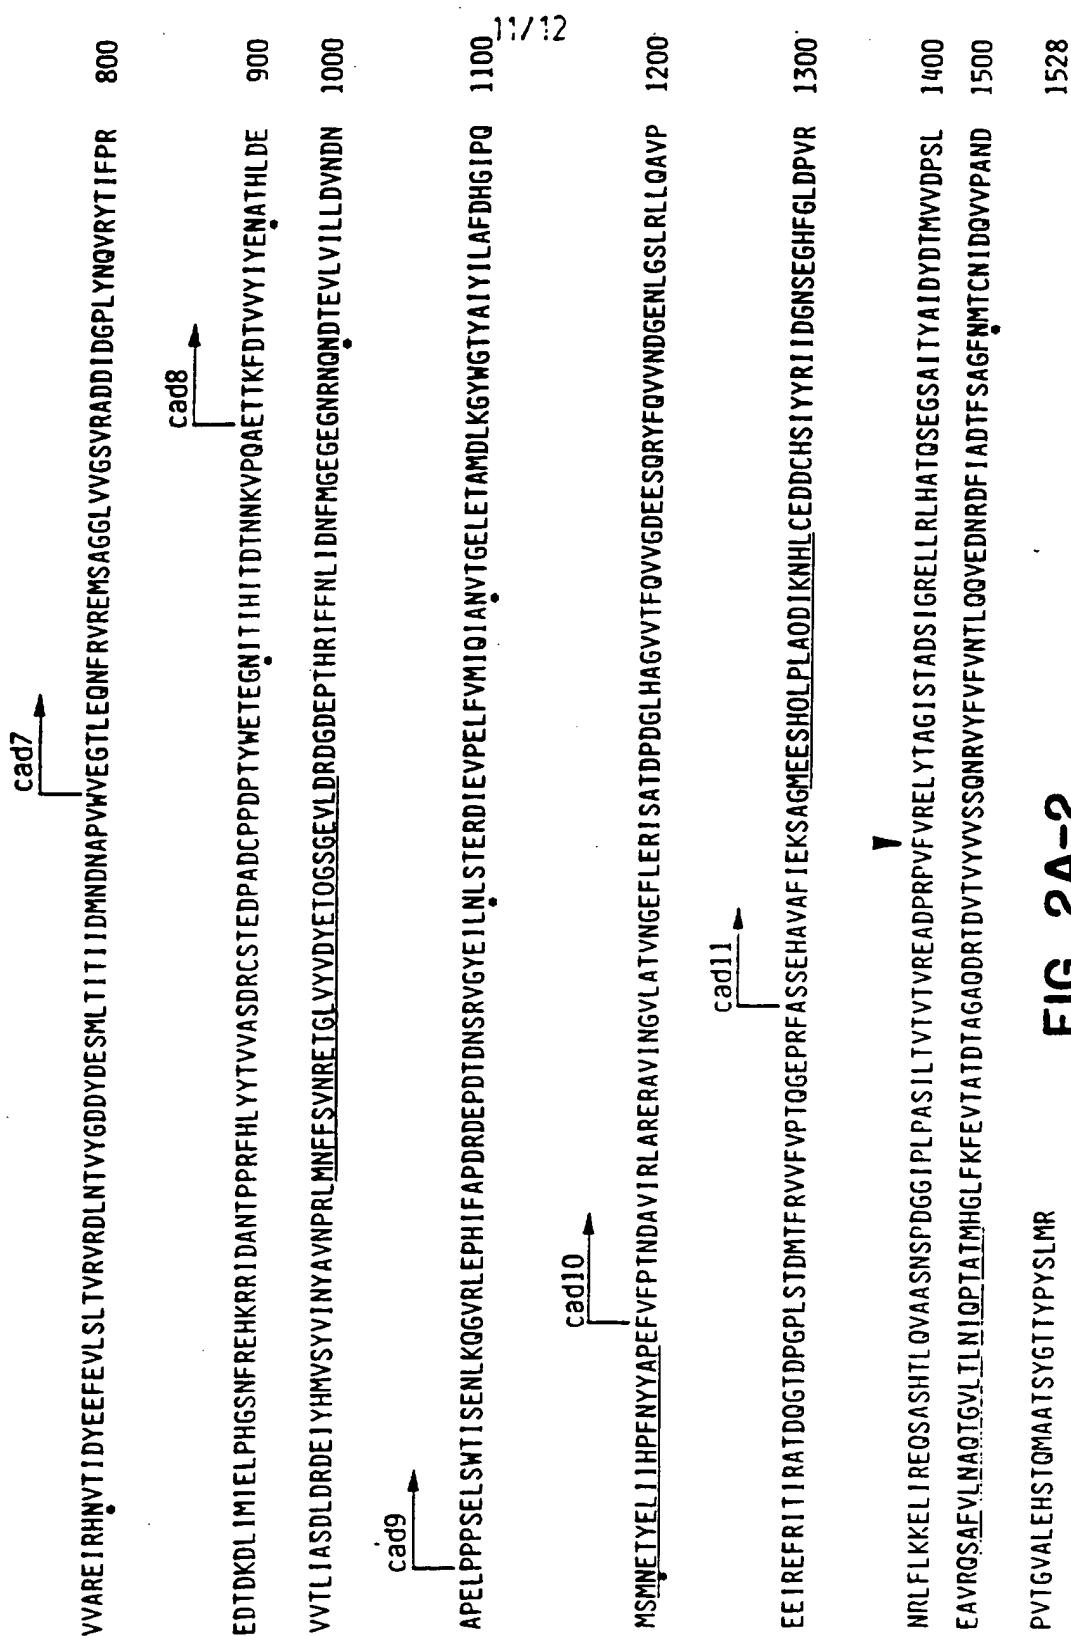 11/12
cad7
VVAREIRHNVTIDYEEFEVLSLTVRVRDLNTVYGDDYDESMLTITIIDMNDNAPWVEGTLEQNFRVREMSAGGLVVGSVRADDIDGPLYNQVRYTIFPR 800
cad8
EDTDKDLIMIELPHGSNFREHKRRIDANTPPRFHLYYTVVASDRCSTEDPADCPPDPTYWETEGNITIHITDTNNKVPQAETTKFDTVVYIYENATHLDE 900
VVTLIASDLDRDEIYHMVSYVINYAVNPRLMNFFSVNRETGLVYVDYETQGSGEVLDRDGDEPTHRIFFNLIDNFMGEGEGNRNQNDTEVLVILLDVNDN 1000
cad9
APELPPPSELSWTISENLKQGVRLEPHIFAPDRDEPDTDNSRVGYEILNLSTERDIEVPELFVMIQIANVTGELETAMDLKGYWGTYAIYILAFDHGIPQ 1100
cad10
MSMNETYELIIHPFNYYAPEFVFPTNDAVIRLARERAVINGVLATVNGEFLERISATDPDGLHAGVVTFQVVGDEESQRYFQVVNDGENLGSLRLLQAVP 1200
cad11
EEIREFRITIRATDQGTDPGPLSTDMTFRVVFVPTQGEPRFASSEHAVAFIEKSAGMEESHQLPLAQDIKNHLCEDDCHSIYYRIIDGNSEGHFGLDPVR 1300
NRLFLKKELIREQSASHTLQVAASNSPDGGIPLPASILTVTVTVREADPRPVFVRELYTAGISTADSIGRELLRLHATQSEGSAITYAIDYDTMVVDPSL 1400
EAVRQSAFVLNAQTGVLTLNIQPTATMHGLFKFEVTATDTAGAQDRTDVTVYVVSSQNRVYFVFVNTLQQVEDNRDFIADTFSAGFNMTCNIDQVVPAND 1500
PVTGVALEHSTQMAATSYGTTYPYSLMR 1528
FIG. 2A-2